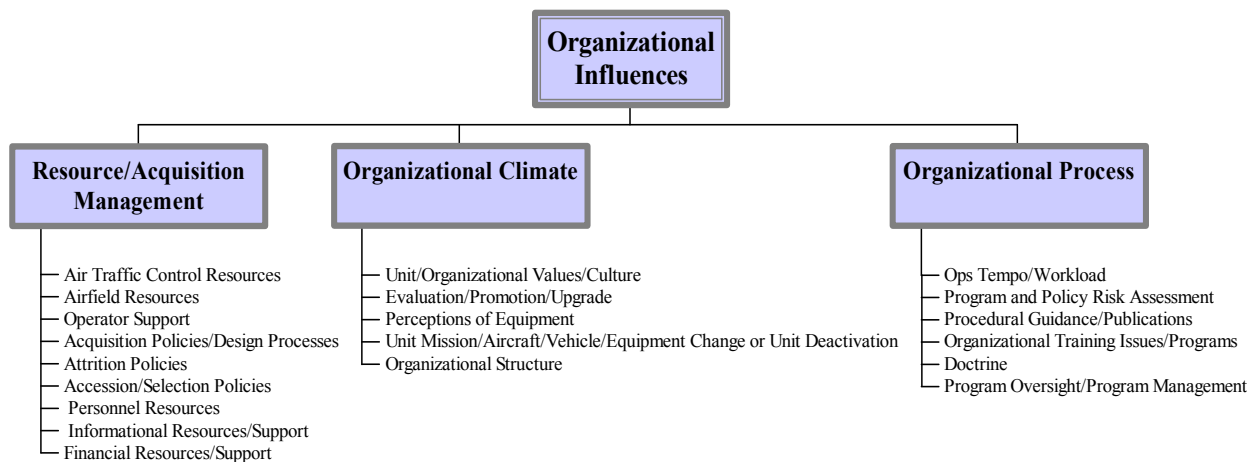 Organizational
Influences
Resource/Acquisition
Management
Air Traffic Control Resources
Airfield Resources
Operator Support
Acquisition Policies/Design Processes
Attrition Policies
Accession/Selection Policies
Personnel Resources
Informational Resources/Support
Financial Resources/Support
Organizational Climate
Unit/Organizational Values/Culture
Evaluation/Promotion/Upgrade
Perceptions of Equipment
Unit Mission/Aircraft/Vehicle/Equipment Change or Unit Deactivation
Organizational Structure
Organizational Process
Ops Tempo/Workload
Program and Policy Risk Assessment
Procedural Guidance/Publications
Organizational Training Issues/Programs
Doctrine
Program Oversight/Program Management